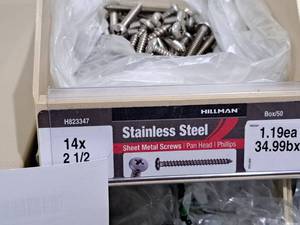 HILLMAN
H823347
Box/50
14x
2 1/2
Stainless Steel
Sheet Metal Screws | Pan Head | Phillips
1.19ea
34.99bx